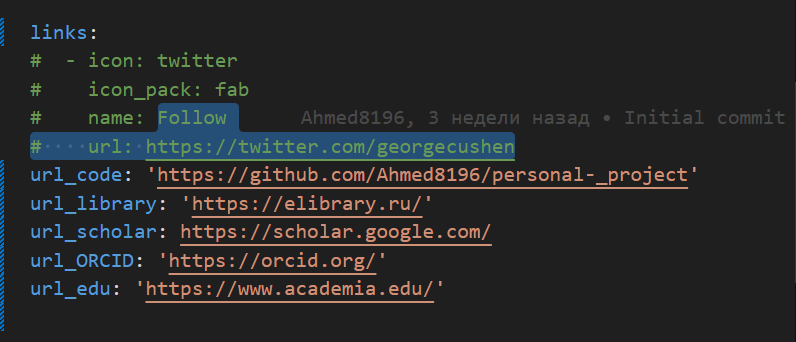 links:
#  - icon: twitter
#    icon_pack: fab
#    name: Follow    Ahmed8196, 3 недели назад • Initial commit
#    url: https://twitter.com/georgecushen
url_code: 'https://github.com/Ahmed8196/personal-_project'
url_library: 'https://elibrary.ru/'
url_scholar: https://scholar.google.com/
url_ORCID: 'https://orcid.org/'
url_edu: 'https://www.academia.edu/'